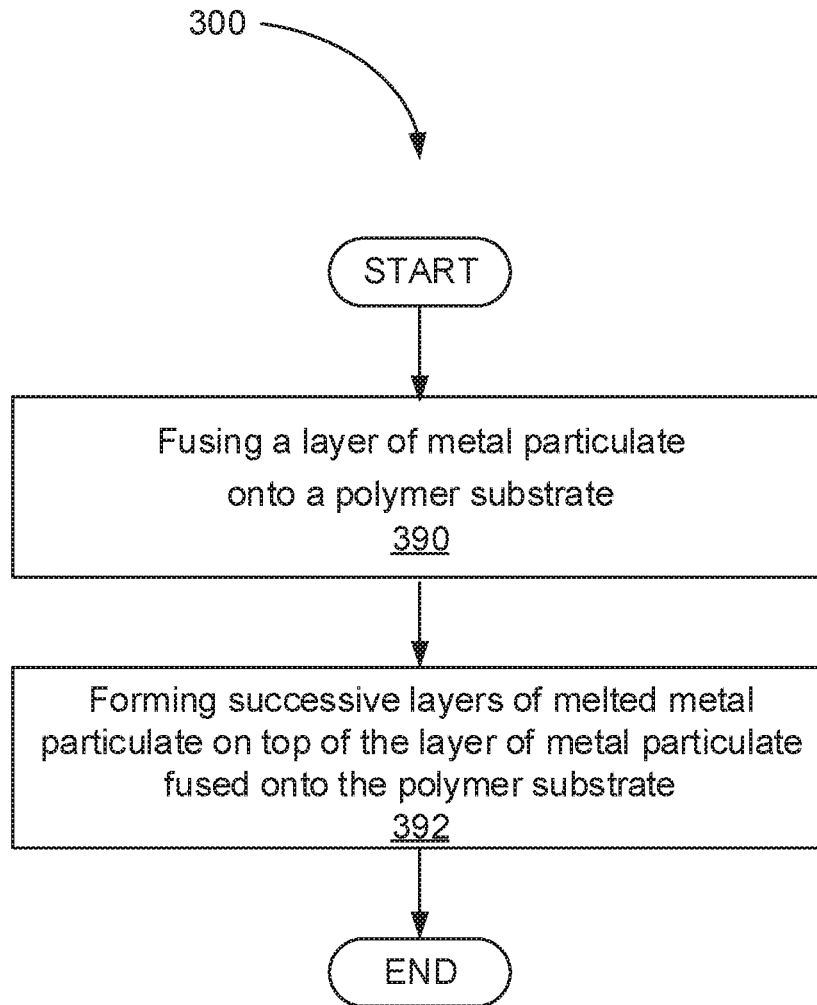 300
START
Fusing a layer of metal particulate
onto a polymer substrate
390
Forming successive layers of melted metal
particulate on top of the layer of metal particulate
fused onto the polymer substrate
392
END